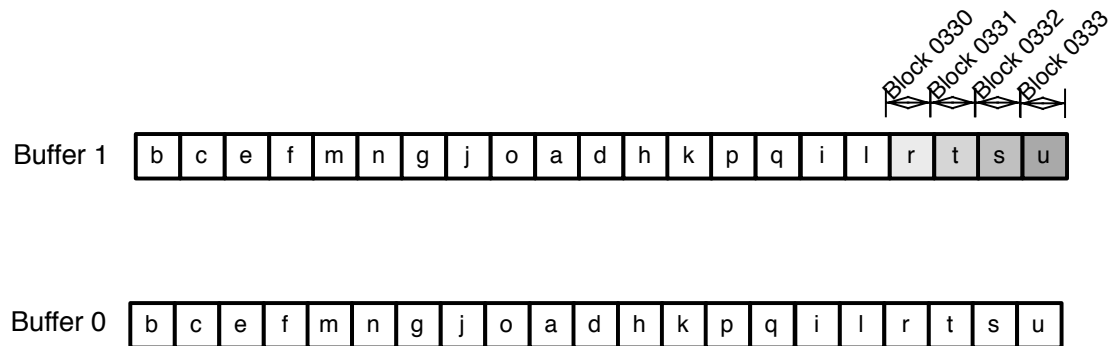 Block 0330 Block 0331 Block 0332 Block 0333
Buffer 1 b c e f m n g j o a d h k p q i l r t s u
Buffer 0 b c e f m n g j o a d h k p q i l r t s u